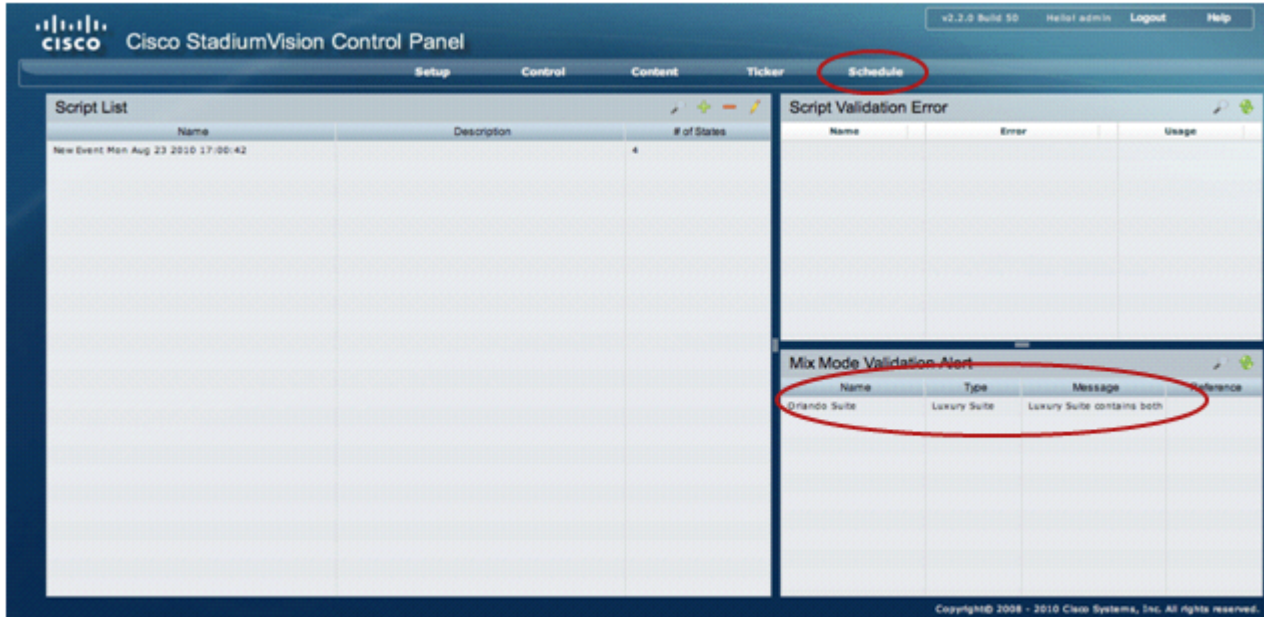 v2.2.0 Build 50 Hello! admin Logout Help
CISCO Cisco StadiumVision Control Panel
Setup Control Content Ticker Schedule
Script List
Name Description # of States
New Event Mon Aug 23 2010 17:00:42 4
Script Validation Error
Name Error Usage
Mix Mode Validation Alert
Name Type Message Reference
Orlando Suite Luxury Suite Luxury Suite contains both
Copyright© 2008 - 2010 Cisco Systems, Inc. All rights reserved.